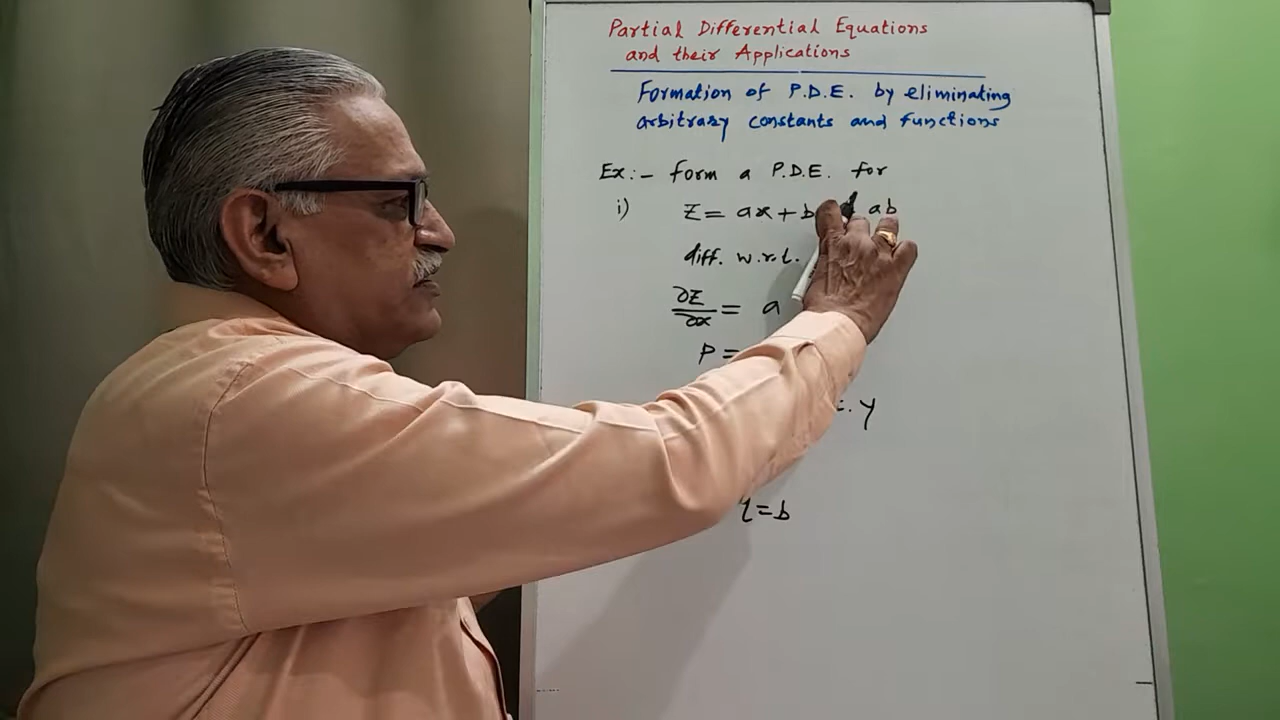 Partial Differential Equations
and their Applications
Formation of P.D.E. by eliminating
arbitrary constants and functions
Ex:- form a P.D.E. for
i) Z = ax + b ab
diff. w.r.t.
∂Z/∂x = a
P =
y
= b